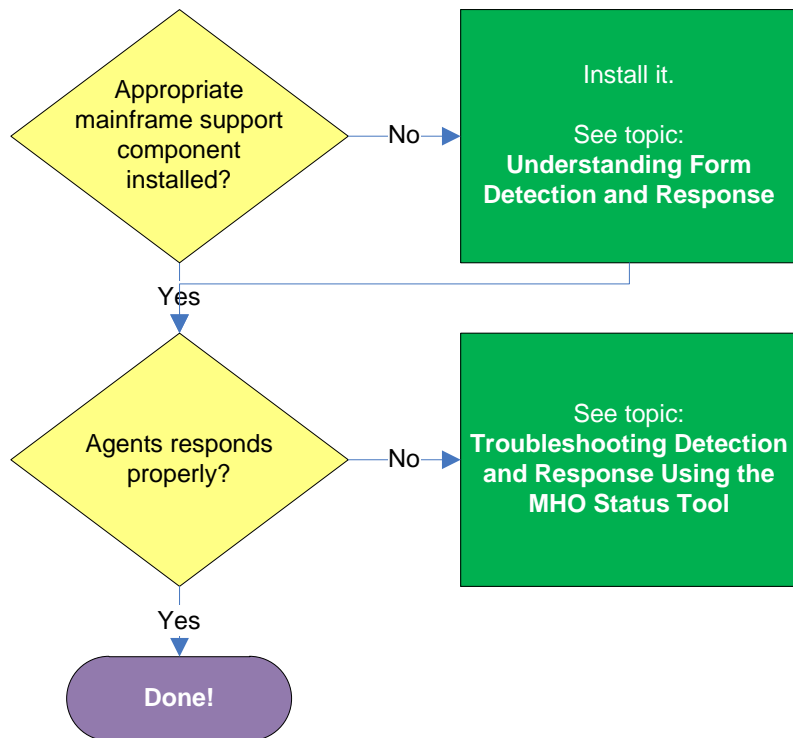 Appropriate
mainframe support
component
installed?
No
Install it.
See topic:
Understanding Form
Detection and Response
Yes
Agents responds
properly?
No
See topic:
Troubleshooting Detection
and Response Using the
MHO Status Tool
Yes
Done!